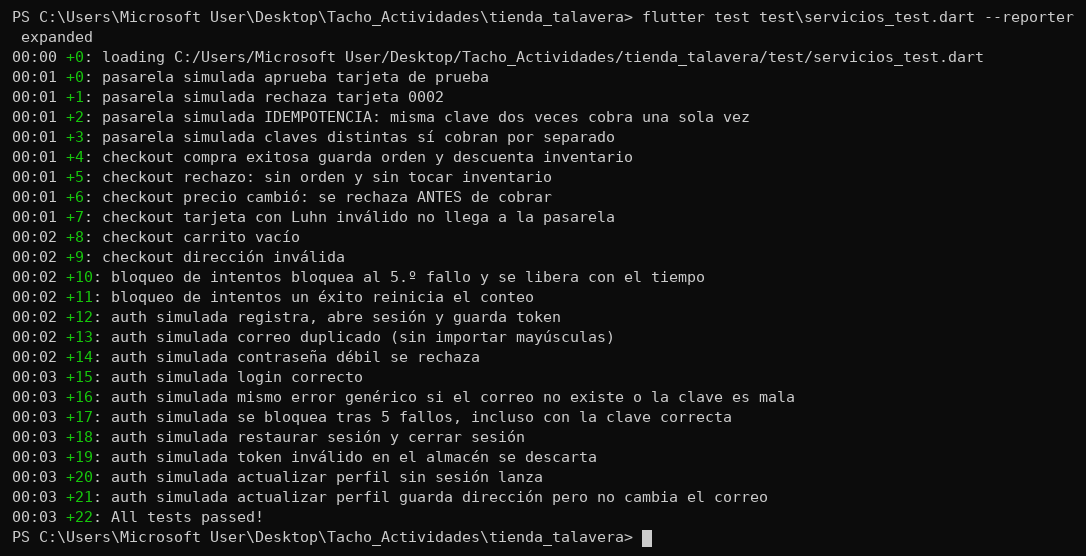 PS C:\Users\Microsoft User\Desktop\Tacho_Actividades\tienda_talavera> flutter test test\servicios_test.dart --reporter
expanded
00:00 +0: loading C:/Users/Microsoft User/Desktop/Tacho_Actividades/tienda_talavera/test/servicios_test.dart
00:01 +0: pasarela simulada aprueba tarjeta de prueba
00:01 +1: pasarela simulada rechaza tarjeta 0002
00:01 +2: pasarela simulada IDEMPOTENCIA: misma clave dos veces cobra una sola vez
00:01 +3: pasarela simulada claves distintas sí cobran por separado
00:01 +4: checkout compra exitosa guarda orden y descuenta inventario
00:01 +5: checkout rechazo: sin orden y sin tocar inventario
00:01 +6: checkout precio cambió: se rechaza ANTES de cobrar
00:01 +7: checkout tarjeta con Luhn inválido no llega a la pasarela
00:02 +8: checkout carrito vacío
00:02 +9: checkout dirección inválida
00:02 +10: bloqueo de intentos bloquea al 5.º fallo y se libera con el tiempo
00:02 +11: bloqueo de intentos un éxito reinicia el conteo
00:02 +12: auth simulada registra, abre sesión y guarda token
00:02 +13: auth simulada correo duplicado (sin importar mayúsculas)
00:02 +14: auth simulada contraseña débil se rechaza
00:03 +15: auth simulada login correcto
00:03 +16: auth simulada mismo error genérico si el correo no existe o la clave es mala
00:03 +17: auth simulada se bloquea tras 5 fallos, incluso con la clave correcta
00:03 +18: auth simulada restaurar sesión y cerrar sesión
00:03 +19: auth simulada token inválido en el almacén se descarta
00:03 +20: auth simulada actualizar perfil sin sesión lanza
00:03 +21: auth simulada actualizar perfil guarda dirección pero no cambia el correo
00:03 +22: All tests passed!
PS C:\Users\Microsoft User\Desktop\Tacho_Actividades\tienda_talavera>